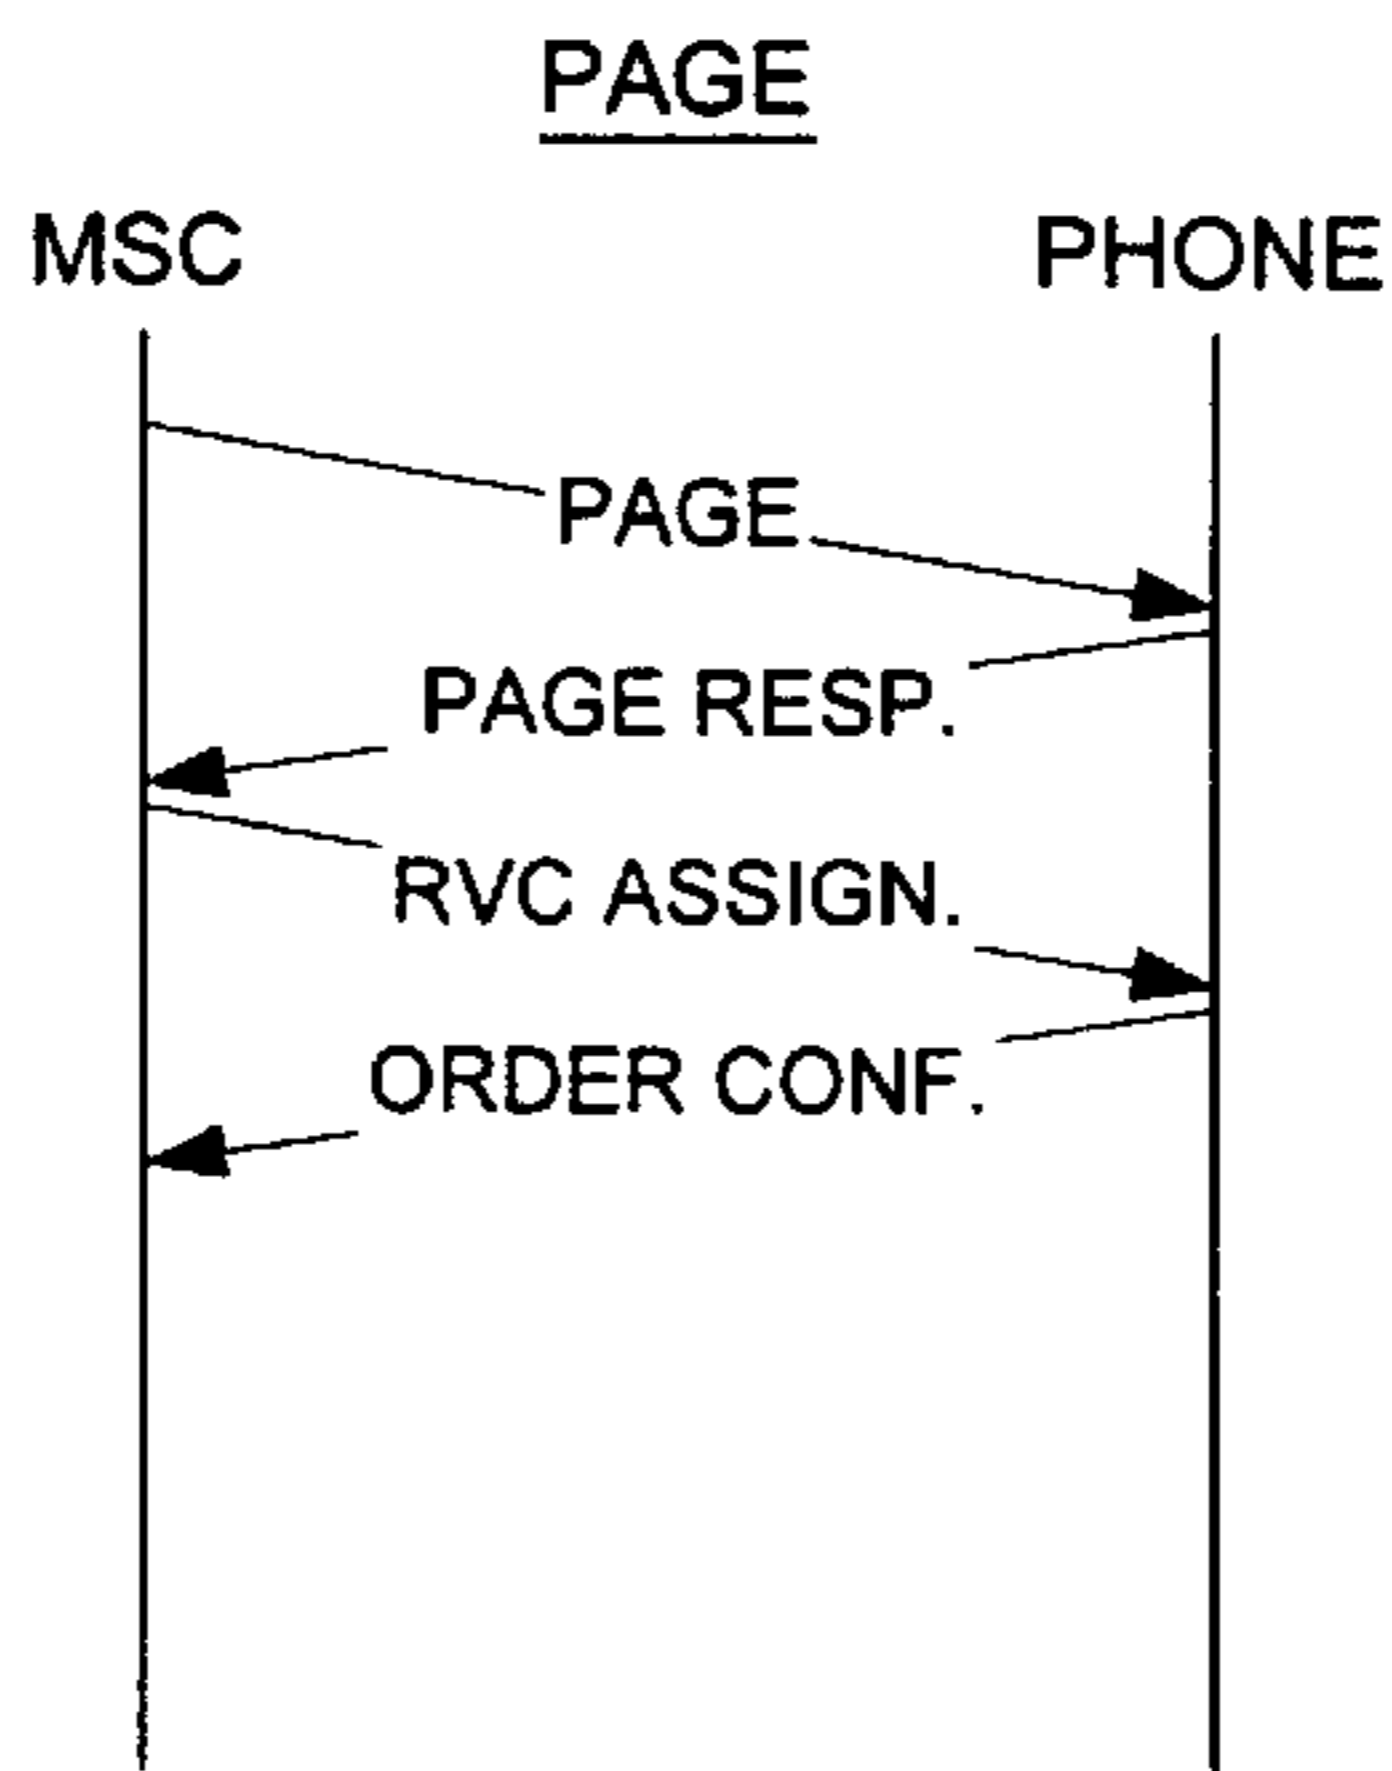 PAGE
MSC PHONE
PAGE
PAGE RESP.
RVC ASSIGN.
ORDER CONF.